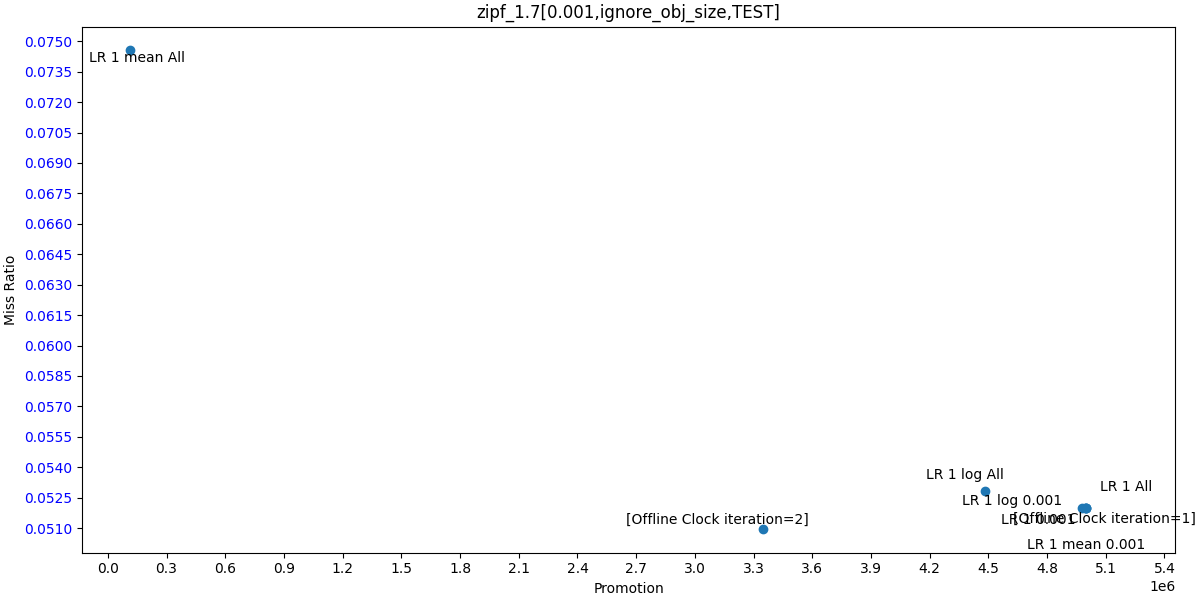 zipf_1.7[0.001,ignore_obj_size,TEST]
Miss Ratio
0.0750
0.0735
0.0720
0.0705
0.0690
0.0675
0.0660
0.0645
0.0630
0.0615
0.0600
0.0585
0.0570
0.0555
0.0540
0.0525
0.0510
LR 1 mean All
LR 1 log All
LR 1 All
LR 1 log 0.001
[Offline Clock iteration=2]
LR 1 0.001
[Offline Clock iteration=1]
LR 1 mean 0.001
0.0 0.3 0.6 0.9 1.2 1.5 1.8 2.1 2.4 2.7 3.0 3.3 3.6 3.9 4.2 4.5 4.8 5.1 5.4
1e6
Promotion